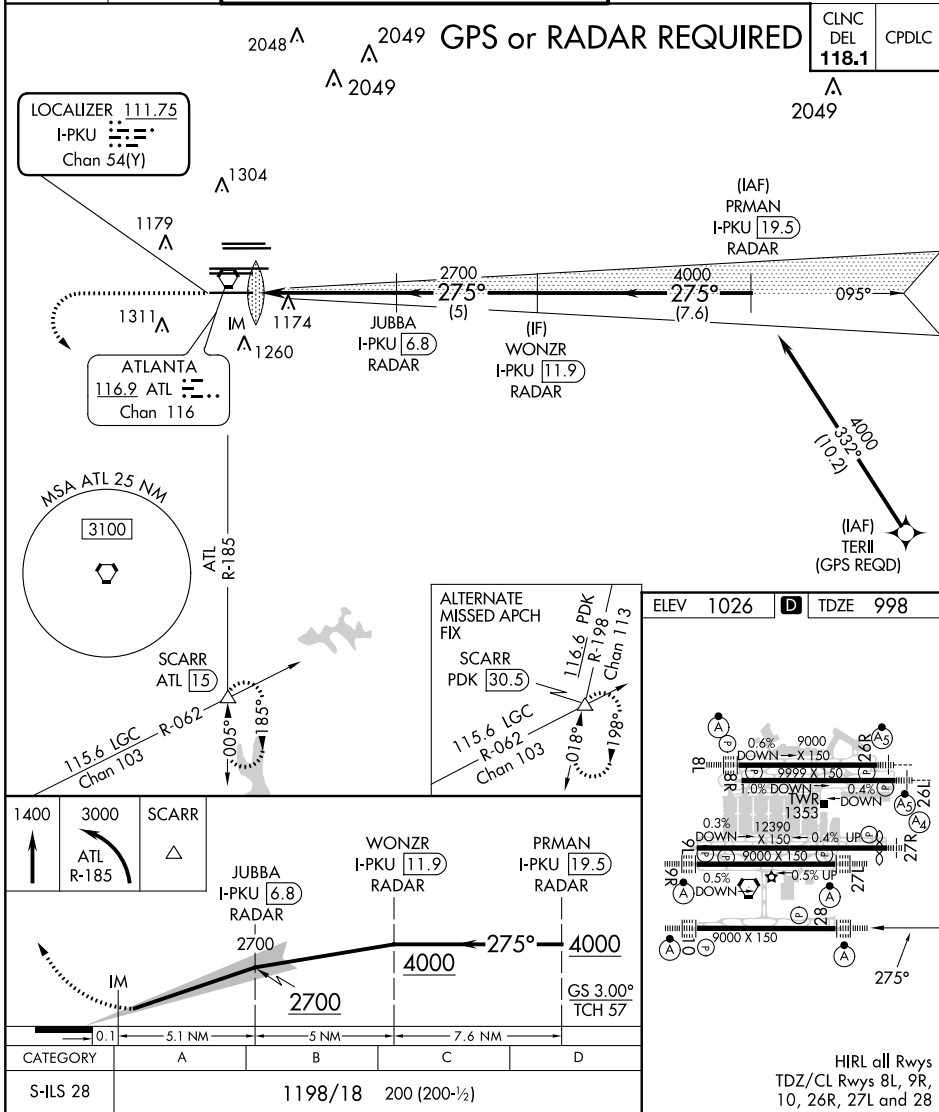 GPS or RADAR REQUIRED
CLNC
DEL
118.1
CPDLC
2048
2049
2049
2049
LOCALIZER 111.75
I-PKU
Chan 54(Y)
1304
1179
1311
IM
1174
1260
(IAF)
PRMAN
I-PKU 19.5
RADAR
2700
275°
(5)
4000
275°
(7.6)
095°
JUBBA
I-PKU 6.8
RADAR
(IF)
WONZR
I-PKU 11.9
RADAR
ATLANTA
116.9 ATL
Chan 116
4000
332°
(10.2)
(IAF)
TERII
(GPS REQD)
MSA ATL 25 NM
3100
ATL
R-185
SCARR
ATL 15
115.6 LGC
R-062
Chan 103
005°
185°
ALTERNATE
MISSED APCH
FIX
SCARR
PDK 30.5
116.6 PDK
R-198
Chan 113
115.6 LGC
R-062
Chan 103
018°
198°
ELEV 1026 D TDZE 998
A
P
0.6%
DOWN
9000
X 150
26R
A5
8L
8R
9999 X 150
P
1.0% DOWN
0.4%
DOWN
P
26L
A5
A4
TWR
1353
0.3%
DOWN
12390
X 150
0.4% UP
P
27R
9L
P
P
9000 X 150
P
27L
9R
0.5%
DOWN
0.5% UP
A
A
P
28
10
P
9000 X 150
A
A
275°
1400
3000
ATL
R-185
SCARR
JUBBA
I-PKU 6.8
RADAR
WONZR
I-PKU 11.9
RADAR
PRMAN
I-PKU 19.5
RADAR
2700
275°
4000
4000
IM
2700
GS 3.00°
TCH 57
0.1
5.1 NM
5 NM
7.6 NM
CATEGORY A B C D
S-ILS 28 1198/18 200 (200-½)
HIRL all Rwys
TDZ/CL Rwys 8L, 9R,
10, 26R, 27L and 28